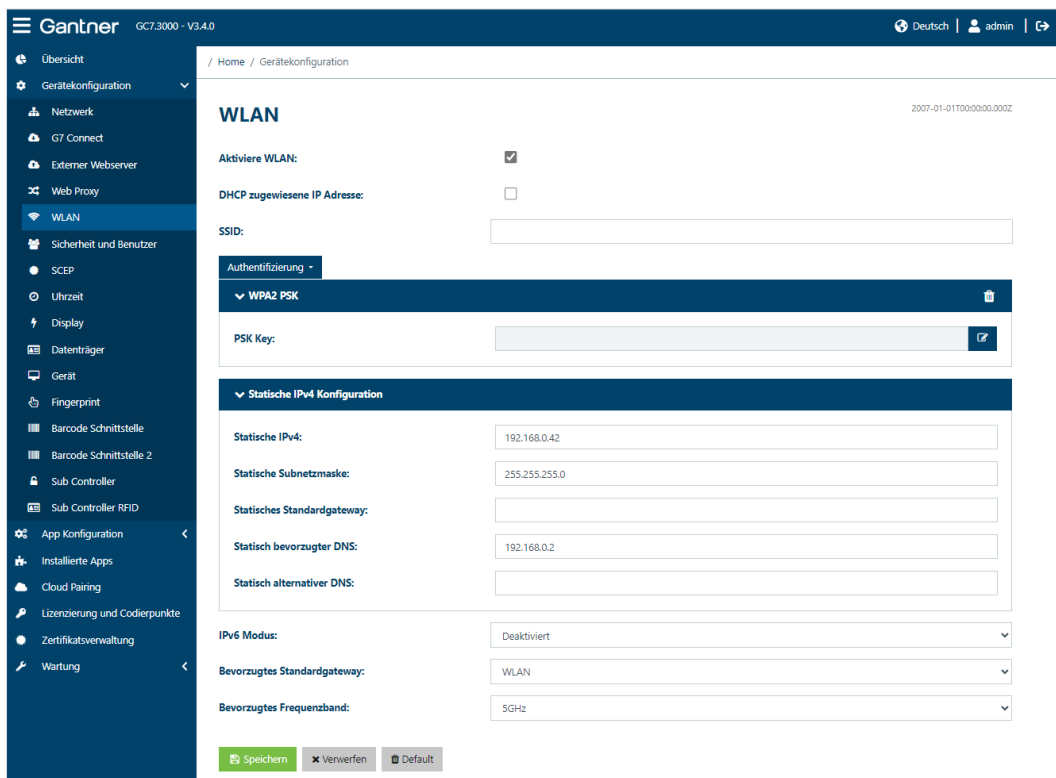 Gantner GC7.3000 - V3.4.0
Deutsch | admin |
Übersicht
Gerätekonfiguration
Netzwerk
G7 Connect
Externer Webserver
Web Proxy
WLAN
Sicherheit und Benutzer
SCEP
Uhrzeit
Display
Datenträger
Gerät
Fingerprint
Barcode Schnittstelle
Barcode Schnittstelle 2
Sub Controller
Sub Controller RFID
App Konfiguration
Installierte Apps
Cloud Pairing
Lizenzierung und Codierpunkte
Zertifikatsverwaltung
Wartung
/ Home / Gerätekonfiguration
WLAN
2007-01-01T00:00:00.000Z
Aktiviere WLAN:
DHCP zugewiesene IP Adresse:
SSID:
Authentifizierung
WPA2 PSK
PSK Key:
Statische IPv4 Konfiguration
Statische IPv4: 192.168.0.42
Statische Subnetzmaske: 255.255.255.0
Statisches Standardgateway:
Statisch bevorzugter DNS: 192.168.0.2
Statisch alternativer DNS:
IPv6 Modus: Deaktiviert
Bevorzugtes Standardgateway: WLAN
Bevorzugtes Frequenzband: 5GHz
Speichern Verwerfen Default